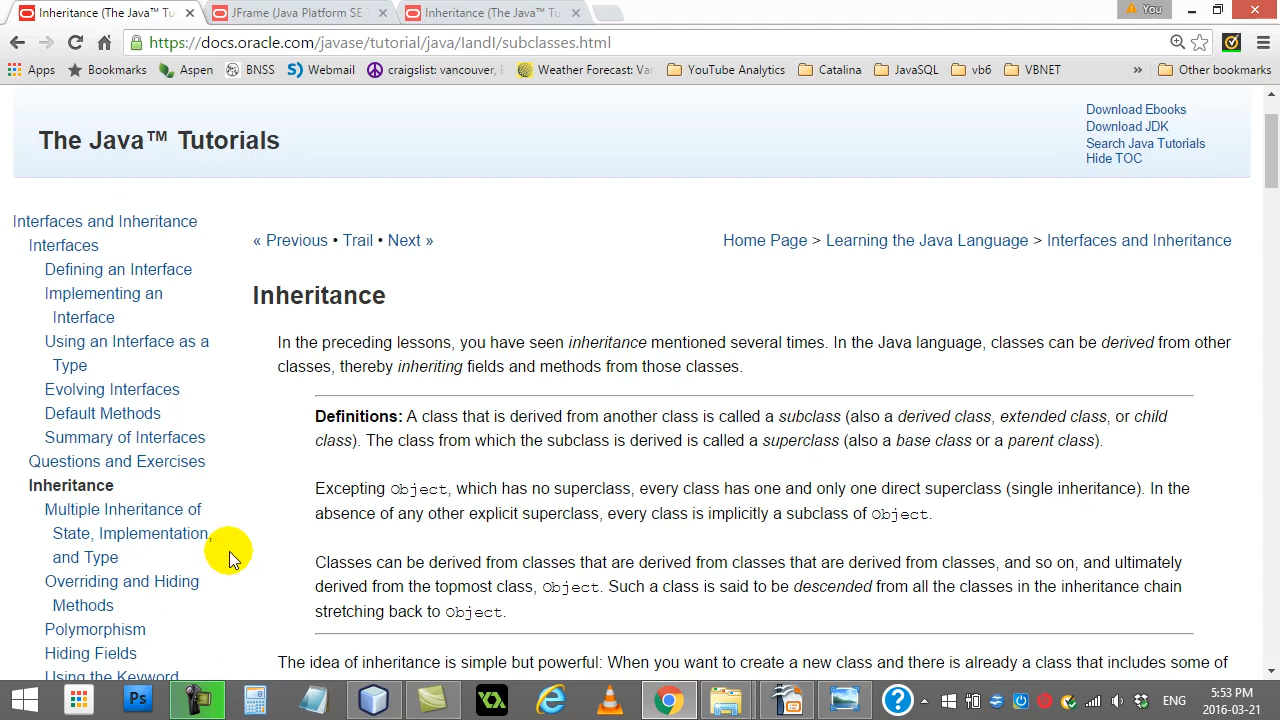 Inheritance (The Java™ Tu
JFrame (Java Platform SE
Inheritance (The Java™ Tu
You
https://docs.oracle.com/javase/tutorial/java/IandI/subclasses.html
Apps
Bookmarks
Aspen
BNSS
Webmail
craigslist: vancouver,
Weather Forecast: Va
YouTube Analytics
Catalina
JavaSQL
vb6
VBNET
»
Other bookmarks
The Java™ Tutorials
Download Ebooks
Download JDK
Search Java Tutorials
Hide TOC
Interfaces and Inheritance
Interfaces
Defining an Interface
Implementing an
Interface
Using an Interface as a
Type
Evolving Interfaces
Default Methods
Summary of Interfaces
Questions and Exercises
Inheritance
Multiple Inheritance of
State, Implementation,
and Type
Overriding and Hiding
Methods
Polymorphism
Hiding Fields
Using the Keyword
« Previous • Trail • Next »
Home Page > Learning the Java Language > Interfaces and Inheritance
Inheritance
In the preceding lessons, you have seen inheritance mentioned several times. In the Java language, classes can be derived from other
classes, thereby inheriting fields and methods from those classes.
Definitions: A class that is derived from another class is called a subclass (also a derived class, extended class, or child
class). The class from which the subclass is derived is called a superclass (also a base class or a parent class).
Excepting Object, which has no superclass, every class has one and only one direct superclass (single inheritance). In the
absence of any other explicit superclass, every class is implicitly a subclass of Object.
Classes can be derived from classes that are derived from classes that are derived from classes, and so on, and ultimately
derived from the topmost class, Object. Such a class is said to be descended from all the classes in the inheritance chain
stretching back to Object.
The idea of inheritance is simple but powerful: When you want to create a new class and there is already a class that includes some of
Ps
ENG
5:53 PM
2016-03-21